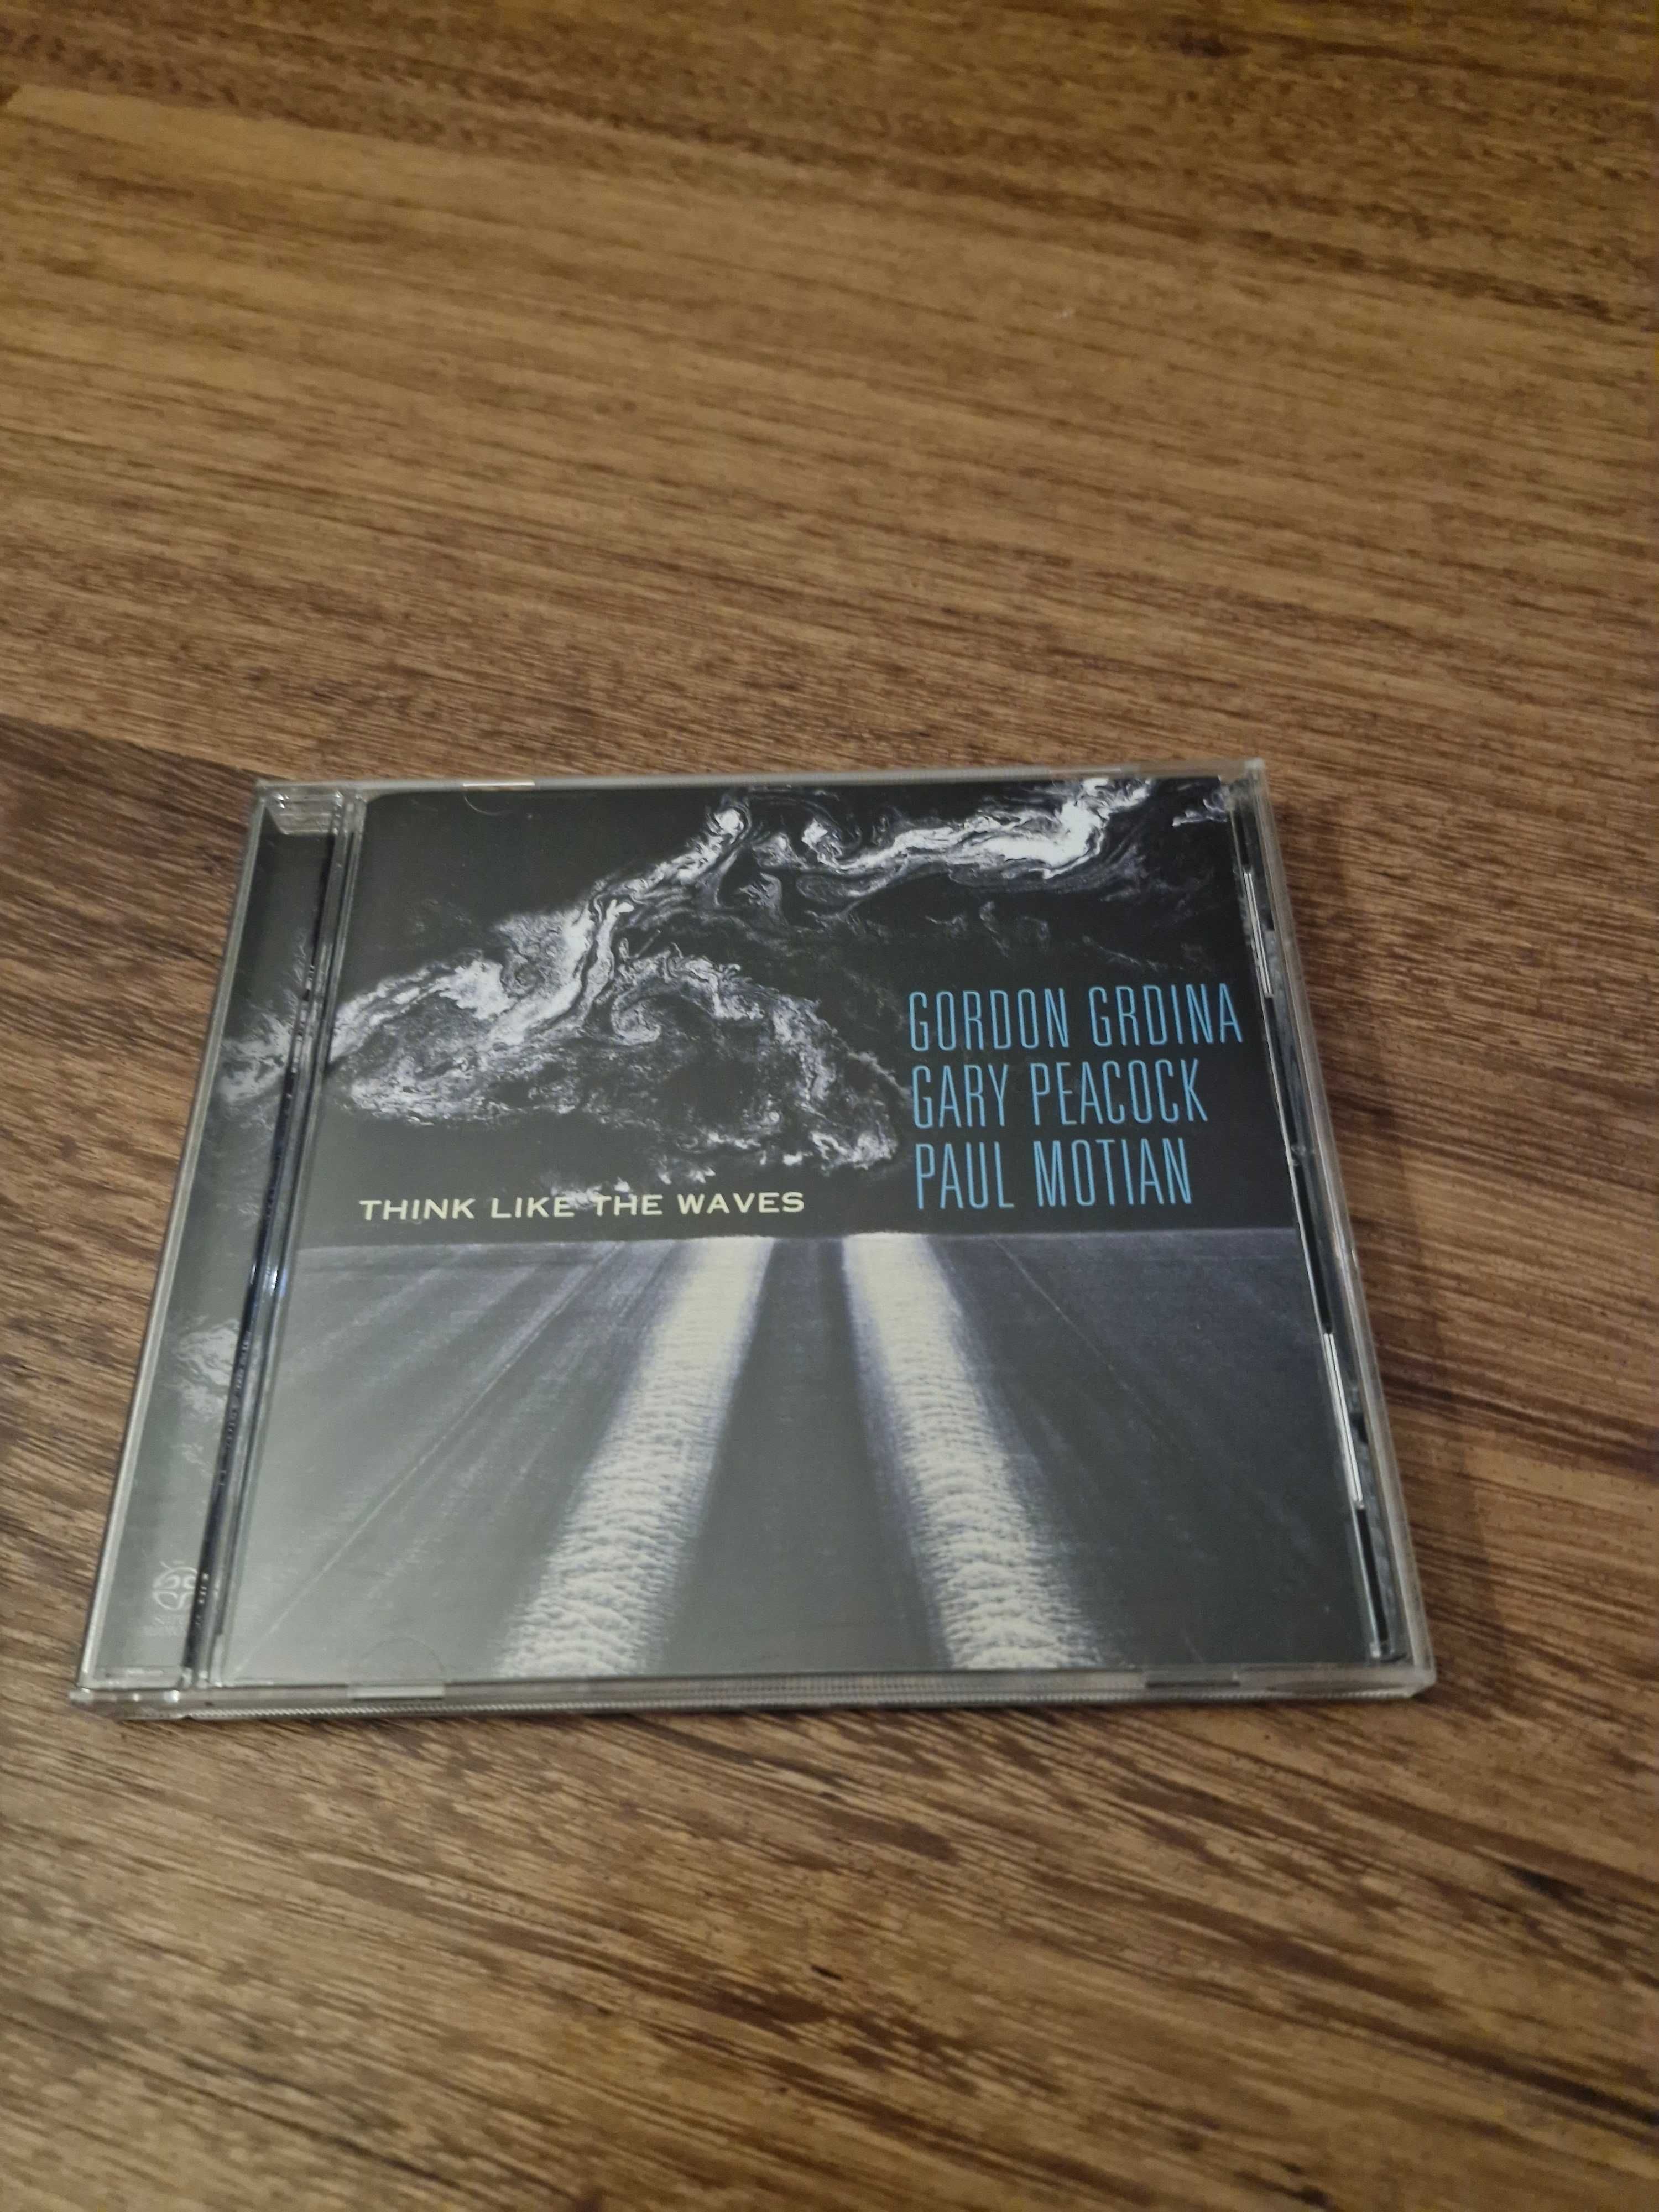 GORDON GRDINA
GARY PEACOCK
PAUL MOTIAN
THINK LIKE THE WAVES